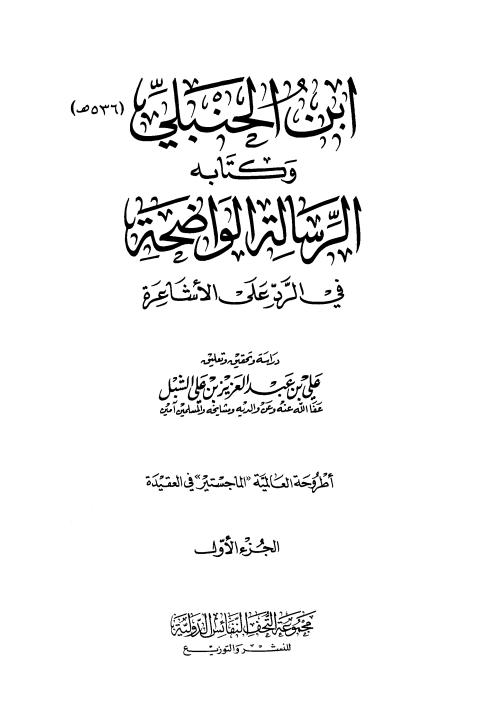 ابن الحنبلي (٥٣٦هـ)
وكتابه
الرسالة الواضحة
في الرد على الأشاعرة
دراسة وتحقيق وتعليق
علي بن عبد العزيز بن علي الشبل
عفا الله عنه وعن والديه ومشايخه والمسلمين آمين
أطروحة العالمية "الماجستير" في العقيدة
الجزء الأول
مجموعة التحف النفائس الدولية
للنشر والتوزيع